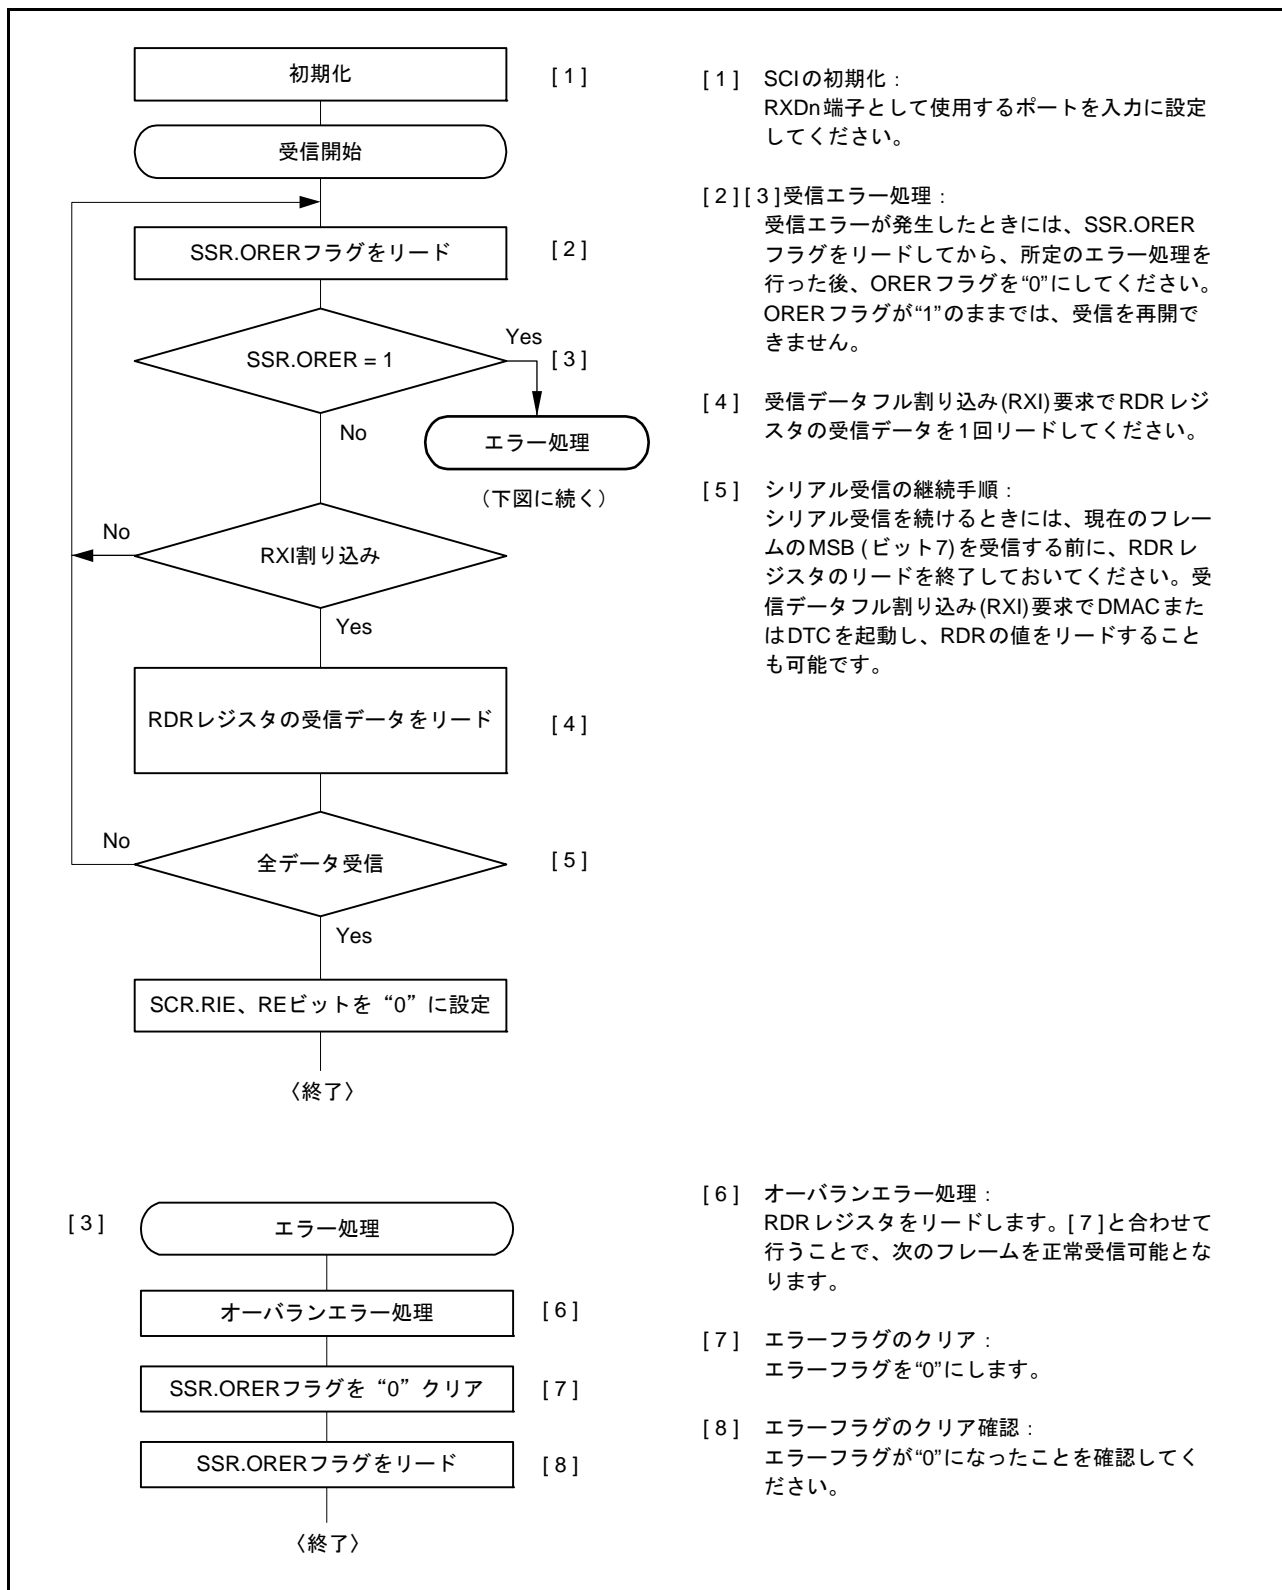 初期化
[ 1 ]
受信開始
SSR.ORERフラグをリード
[ 2 ]
SSR.ORER = 1
Yes
[ 3 ]
No
エラー処理
（下図に続く）
No
RXI割り込み
Yes
RDRレジスタの受信データをリード
[ 4 ]
No
全データ受信
[ 5 ]
Yes
SCR.RIE、REビットを“0”に設定
〈終了〉
[ 1 ] SCIの初期化：
RXDn端子として使用するポートを入力に設定
してください。
[ 2 ][ 3 ]受信エラー処理：
受信エラーが発生したときには、SSR.ORER
フラグをリードしてから、所定のエラー処理を
行った後、ORERフラグを“0”にしてください。
ORERフラグが“1”のままでは、受信を再開で
きません。
[ 4 ] 受信データフル割り込み(RXI)要求でRDRレジ
スタの受信データを1回リードしてください。
[ 5 ] シリアル受信の継続手順：
シリアル受信を続けるときには、現在のフレー
ムのMSB (ビット7)を受信する前に、RDRレ
ジスタのリードを終了しておいてください。受
信データフル割り込み(RXI)要求でDMACまた
はDTCを起動し、RDRの値をリードすること
も可能です。
[ 3 ]
エラー処理
オーバランエラー処理
[ 6 ]
SSR.ORERフラグを“0”クリア
[ 7 ]
SSR.ORERフラグをリード
[ 8 ]
〈終了〉
[ 6 ] オーバランエラー処理：
RDRレジスタをリードします。[ 7 ]と合わせて
行うことで、次のフレームを正常受信可能とな
ります。
[ 7 ] エラーフラグのクリア：
エラーフラグを“0”にします。
[ 8 ] エラーフラグのクリア確認：
エラーフラグが“0”になったことを確認してく
ださい。